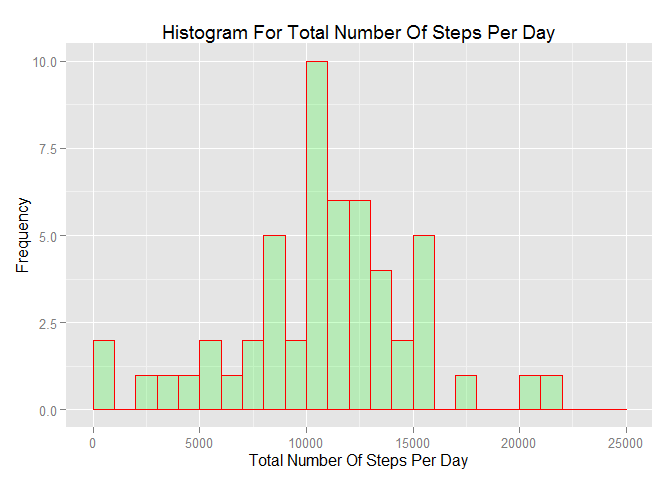 Histogram For Total Number Of Steps Per Day
10.0
7.5
5.0
2.5
0.0
Frequency
0 5000 10000 15000 20000 25000
Total Number Of Steps Per Day